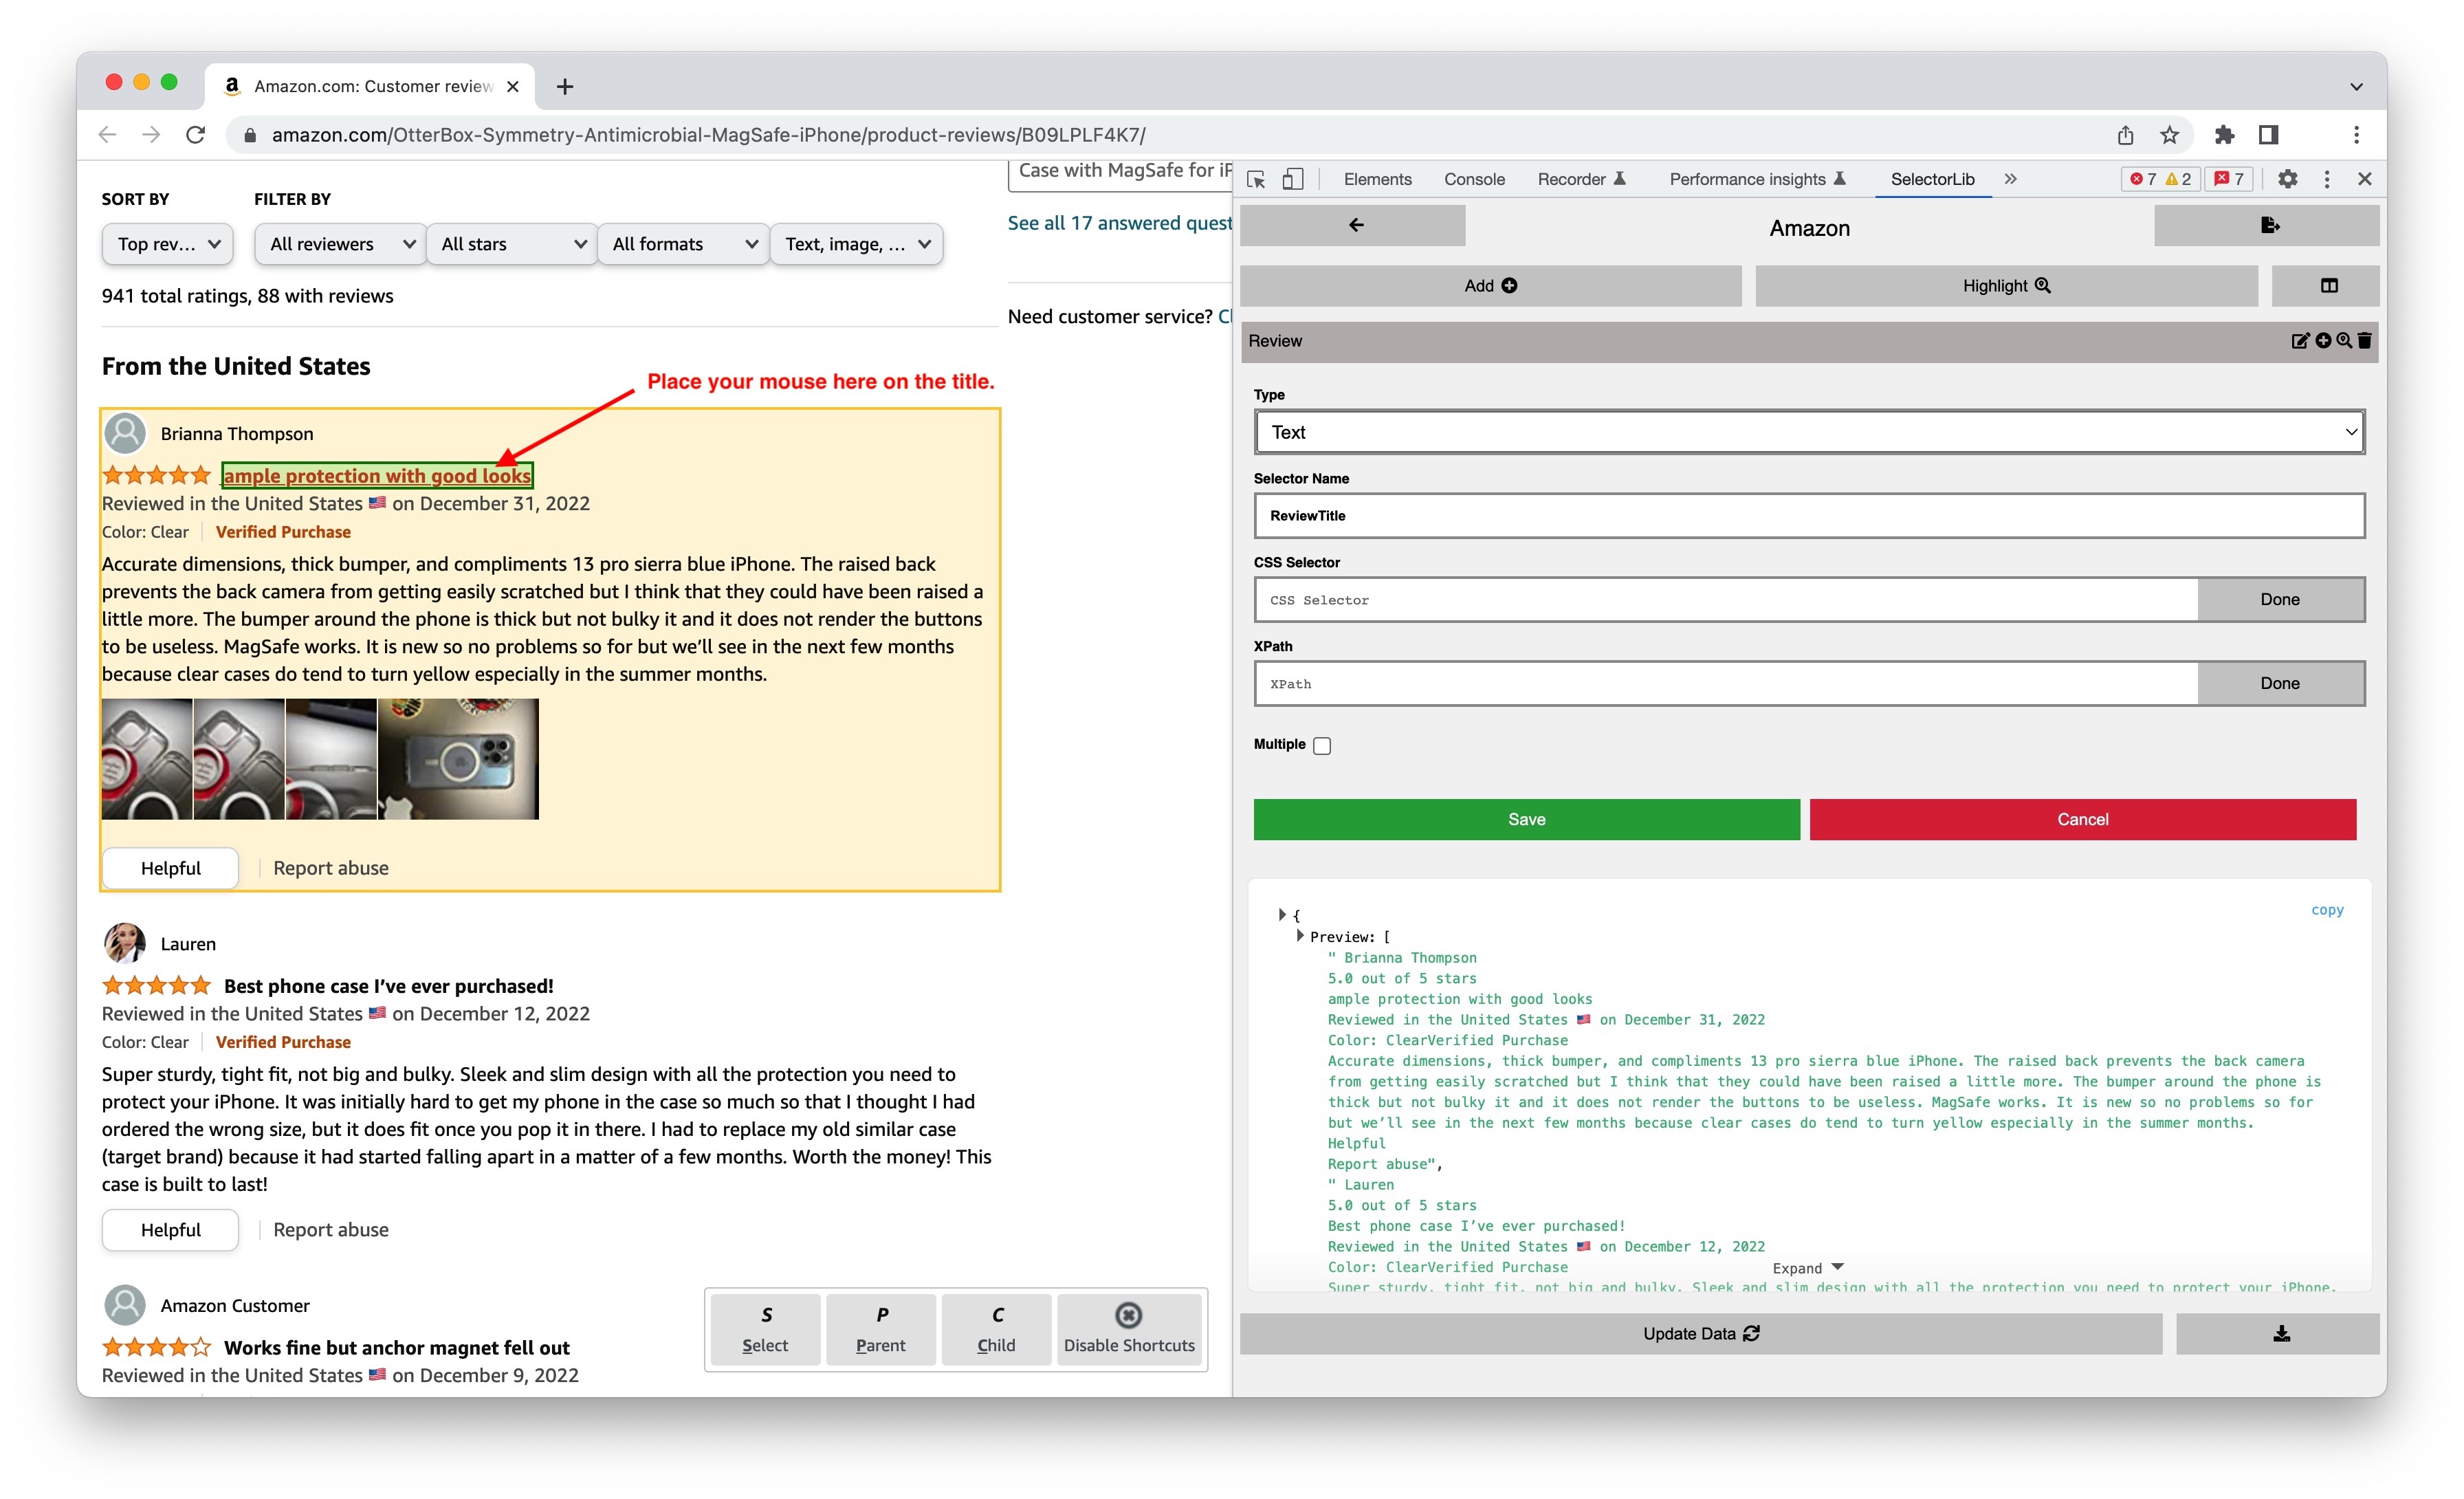 Amazon.com: Customer review
amazon.com/OtterBox-Symmetry-Antimicrobial-MagSafe-iPhone/product-reviews/B09LPLF4K7/
SORT BY
FILTER BY
Top rev...
All reviewers
All stars
All formats
Text, image, ...
941 total ratings, 88 with reviews
From the United States
Place your mouse here on the title.
Brianna Thompson
ample protection with good looks
Reviewed in the United States 🇺🇸 on December 31, 2022
Color: Clear
Verified Purchase
Accurate dimensions, thick bumper, and compliments 13 pro sierra blue iPhone. The raised back
prevents the back camera from getting easily scratched but I think that they could have been raised a
little more. The bumper around the phone is thick but not bulky it and it does not render the buttons
to be useless. MagSafe works. It is new so no problems so for but we’ll see in the next few months
because clear cases do tend to turn yellow especially in the summer months.
Helpful
Report abuse
Lauren
Best phone case I’ve ever purchased!
Reviewed in the United States 🇺🇸 on December 12, 2022
Color: Clear
Verified Purchase
Super sturdy, tight fit, not big and bulky. Sleek and slim design with all the protection you need to
protect your iPhone. It was initially hard to get my phone in the case so much so that I thought I had
ordered the wrong size, but it does fit once you pop it in there. I had to replace my old similar case
(target brand) because it had started falling apart in a matter of a few months. Worth the money! This
case is built to last!
Helpful
Report abuse
Amazon Customer
Works fine but anchor magnet fell out
Reviewed in the United States 🇺🇸 on December 9, 2022
Case with MagSafe for iP
See all 17 answered quest
Need customer service? Cl
S
Select
P
Parent
C
Child
Disable Shortcuts
Elements
Console
Recorder
Performance insights
SelectorLib
7
2
7
Amazon
Add
Highlight
Review
Type
Text
Selector Name
ReviewTitle
CSS Selector
CSS Selector
Done
XPath
XPath
Done
Multiple
Save
Cancel
copy
{
Preview: [
" Brianna Thompson
5.0 out of 5 stars
ample protection with good looks
Reviewed in the United States 🇺🇸 on December 31, 2022
Color: ClearVerified Purchase
Accurate dimensions, thick bumper, and compliments 13 pro sierra blue iPhone. The raised back prevents the back camera
from getting easily scratched but I think that they could have been raised a little more. The bumper around the phone is
thick but not bulky it and it does not render the buttons to be useless. MagSafe works. It is new so no problems so for
but we’ll see in the next few months because clear cases do tend to turn yellow especially in the summer months.
Helpful
Report abuse",
" Lauren
5.0 out of 5 stars
Best phone case I’ve ever purchased!
Reviewed in the United States 🇺🇸 on December 12, 2022
Color: ClearVerified Purchase
Expand
Super sturdy, tight fit, not big and bulky. Sleek and slim design with all the protection you need to protect your iPhone.
Update Data